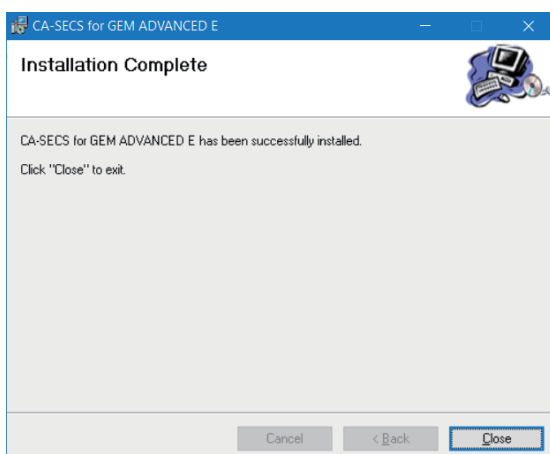 CA-SECS for GEM ADVANCED E
Installation Complete
CA-SECS for GEM ADVANCED E has been successfully installed.
Click "Close" to exit.
Cancel
< Back
Close